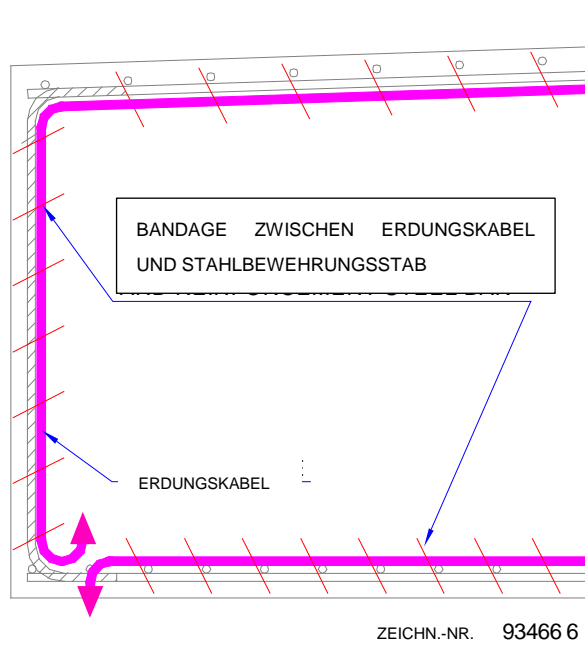 BANDAGE ZWISCHEN ERDUNGSKABEL
UND STAHLBEWEHRUNGSSTAB
ERDUNGSKABEL
ZEICHN.-NR. 93466 6